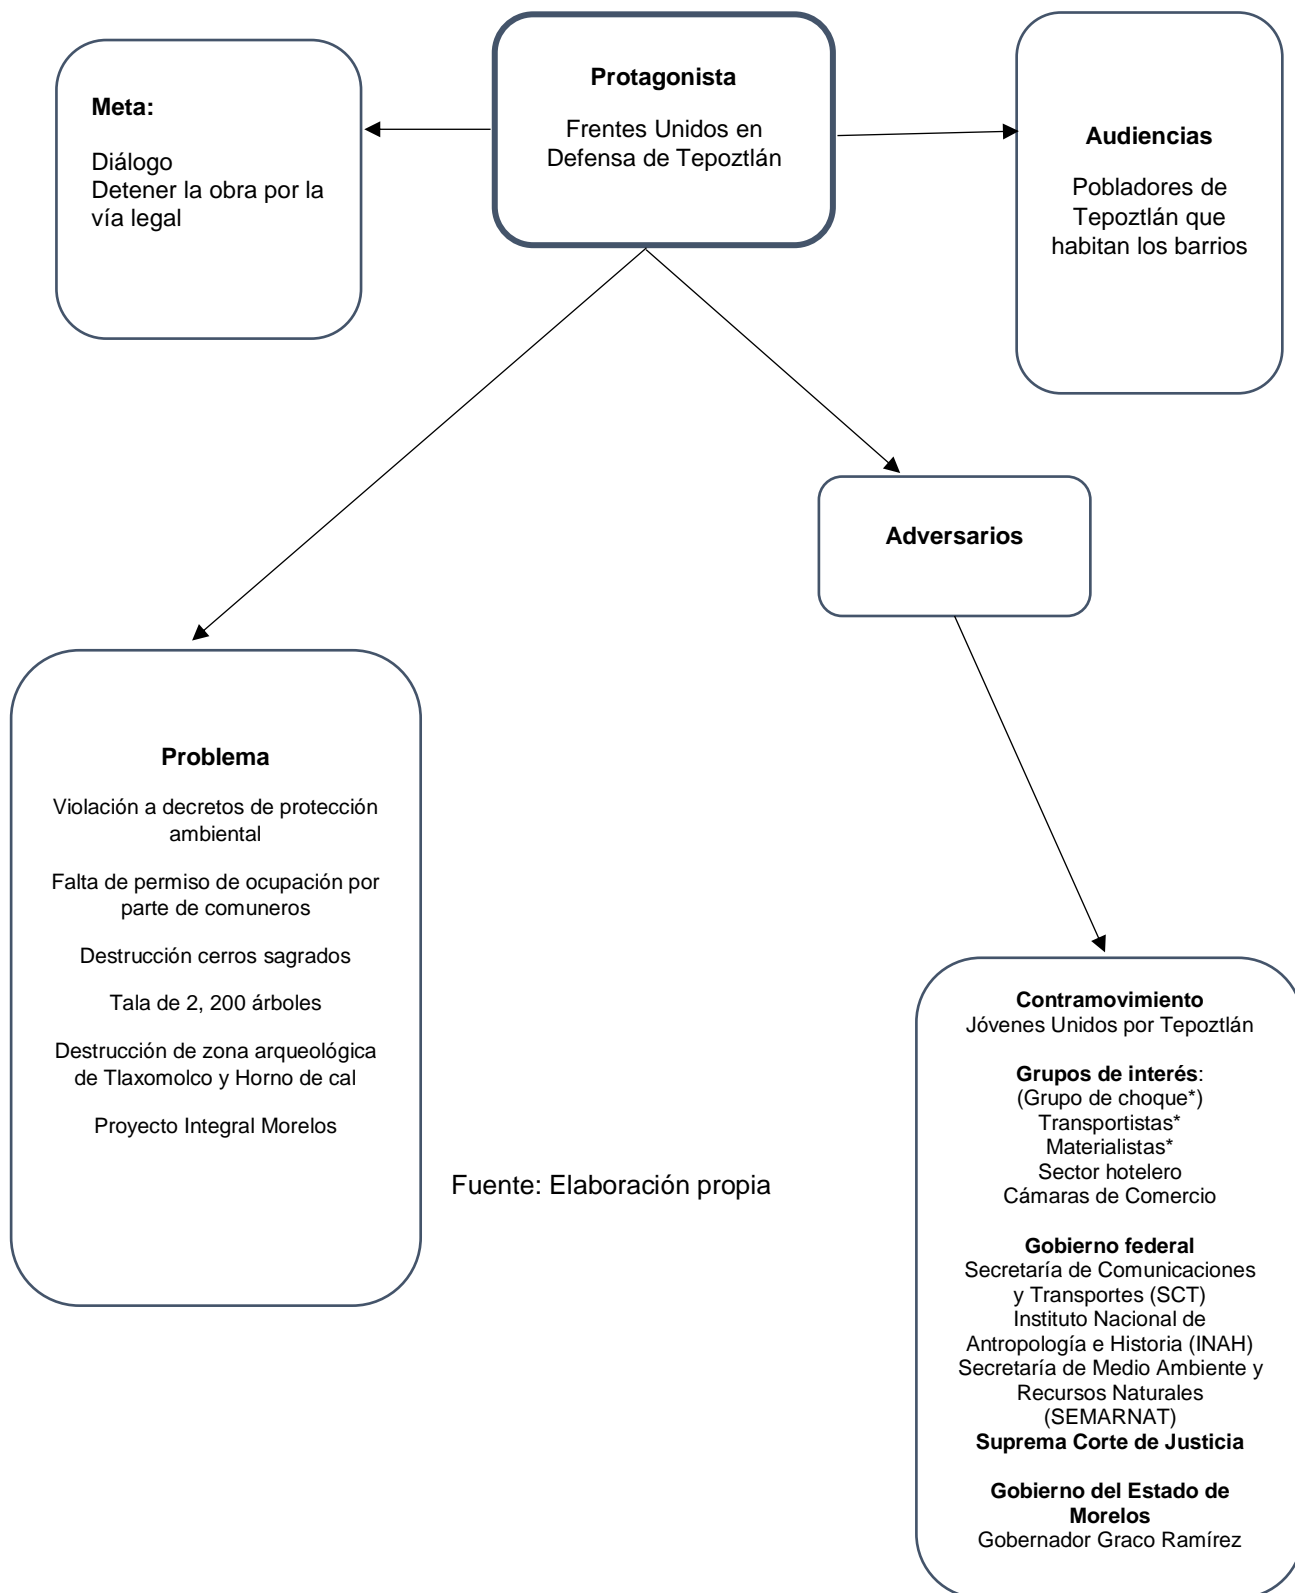 Meta:
Diálogo
Detener la obra por la
vía legal
Protagonista
Frentes Unidos en
Defensa de Tepoztlán
Audiencias
Pobladores de
Tepoztlán que
habitan los barrios
Adversarios
Problema
Violación a decretos de protección
ambiental
Falta de permiso de ocupación por
parte de comuneros
Destrucción cerros sagrados
Tala de 2, 200 árboles
Destrucción de zona arqueológica
de Tlaxomolco y Horno de cal
Proyecto Integral Morelos
Fuente: Elaboración propia
Contramovimiento
Jóvenes Unidos por Tepoztlán
Grupos de interés:
(Grupo de choque*)
Transportistas*
Materialistas*
Sector hotelero
Cámaras de Comercio
Gobierno federal
Secretaría de Comunicaciones
y Transportes (SCT)
Instituto Nacional de
Antropología e Historia (INAH)
Secretaría de Medio Ambiente y
Recursos Naturales
(SEMARNAT)
Suprema Corte de Justicia
Gobierno del Estado de
Morelos
Gobernador Graco Ramírez